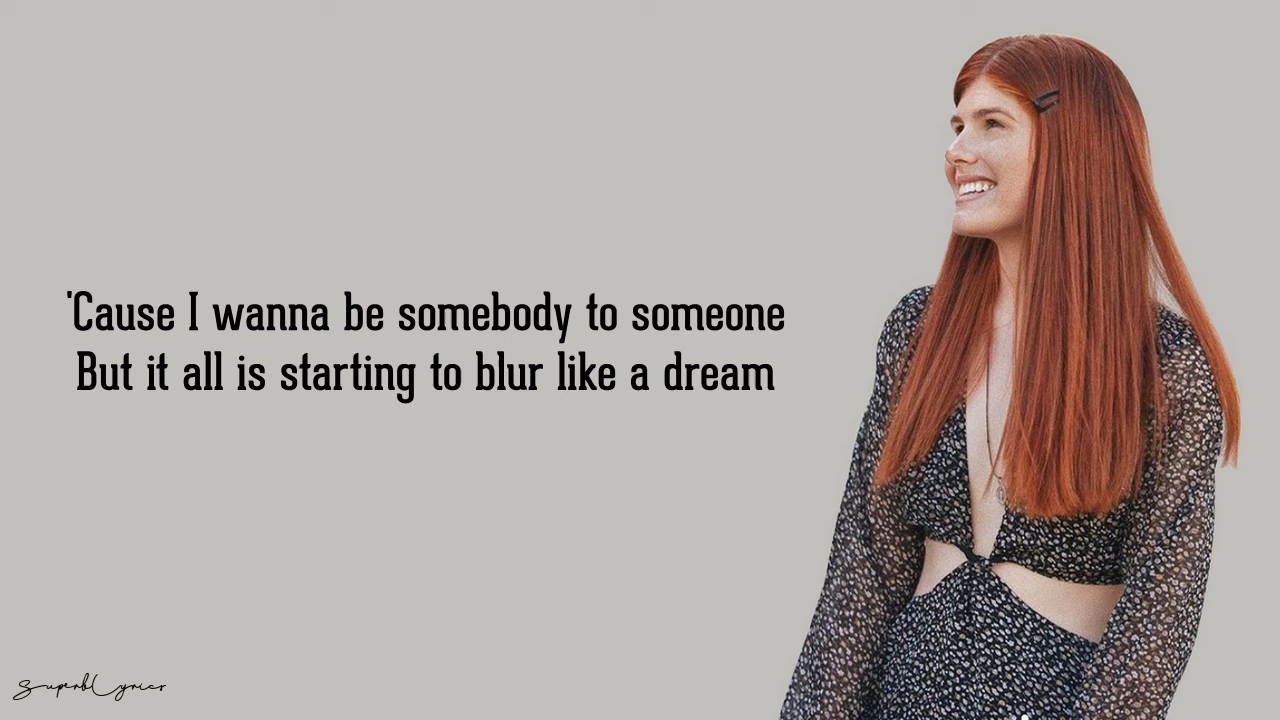 'Cause I wanna be somebody to someone
But it all is starting to blur like a dream
SuperbLyrics